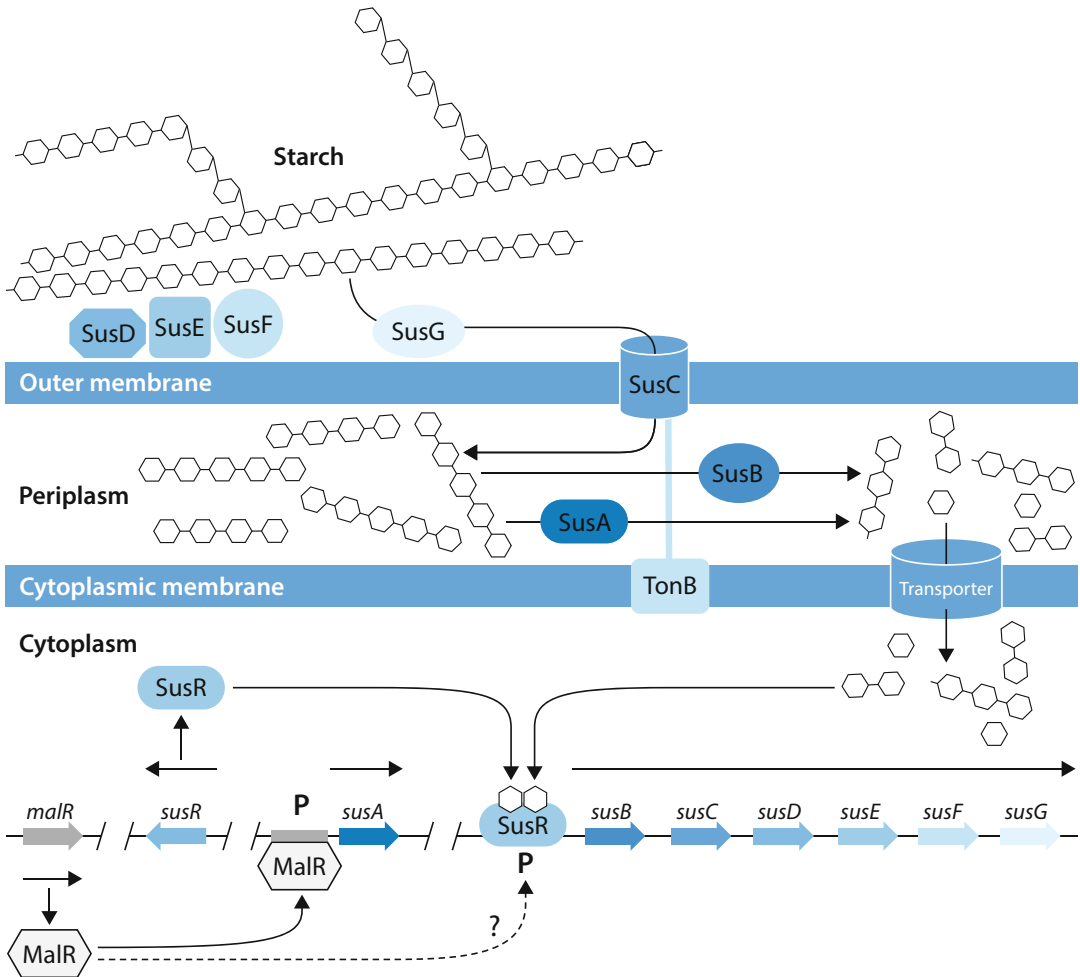 Starch
SusD
SusE
SusF
SusG
Outer membrane
SusC
Periplasm
SusB
SusA
Cytoplasmic membrane
TonB
Transporter
Cytoplasm
SusR
malR
susR
P
susA
SusR
susB
susC
susD
susE
susF
susG
MalR
P
?
MalR